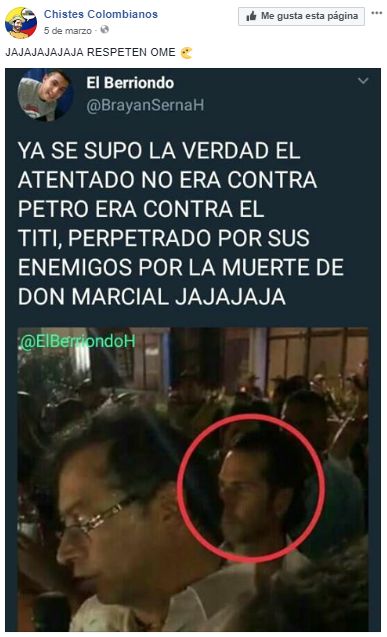 Chistes Colombianos
Me gusta esta página
5 de marzo
JAJAJAJAJAJA RESPETEN OME
El Berriondo
@BrayanSernaH
YA SE SUPO LA VERDAD EL
ATENTADO NO ERA CONTRA
PETRO ERA CONTRA EL
TITI, PERPETRADO POR SUS
ENEMIGOS POR LA MUERTE DE
DON MARCIAL JAJAJAJA
@ElBerriondoH